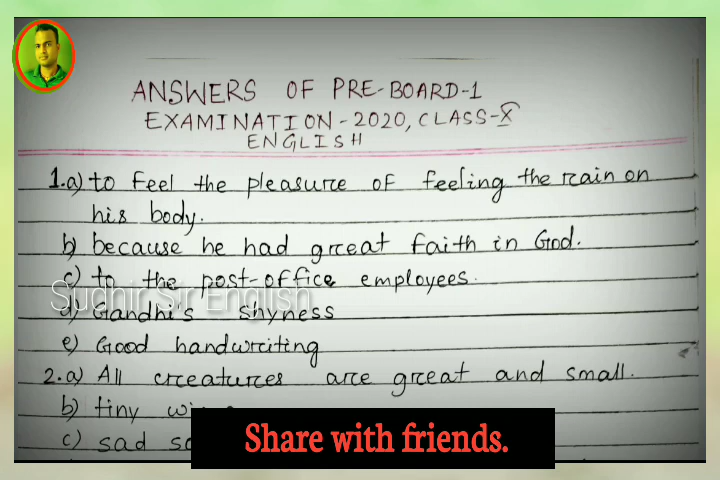 ANSWERS OF PRE-BOARD-1
EXAMINATION-2020, CLASS-X
ENGLISH
1.a) to feel the pleasure of feeling the rain on
his body.
b) because he had great faith in God.
c) to the post-office employees.
Sudhir Sir English
d) Gandhi's shyness
e) Good handwriting
2.a) All creatures are great and small.
b) tiny
c) sad
Share with friends.